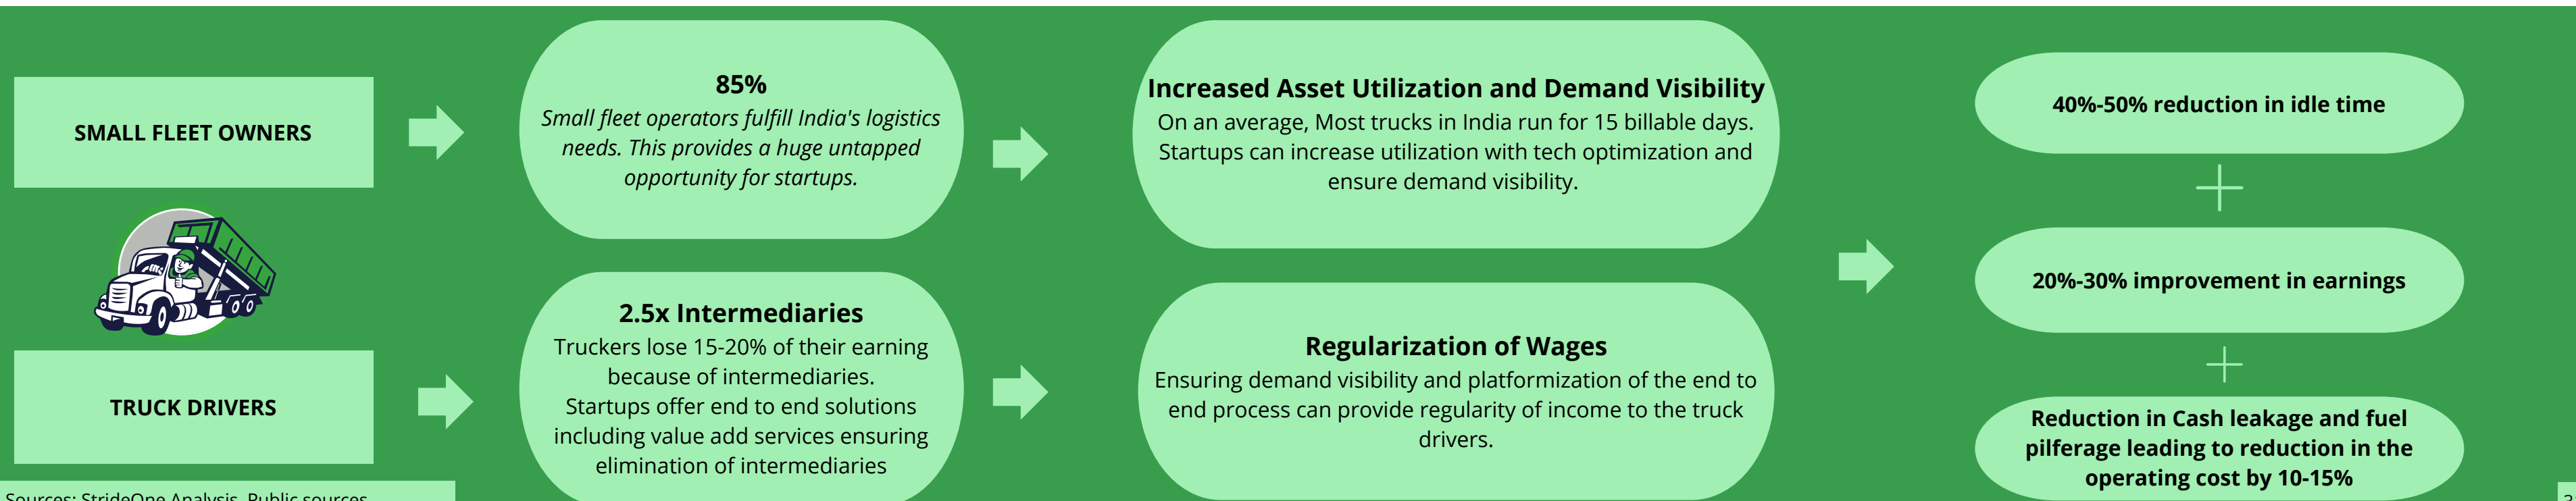 SMALL FLEET OWNERS
85%
Small fleet operators fulfill India's logistics
needs. This provides a huge untapped
opportunity for startups.
Increased Asset Utilization and Demand Visibility
On an average, Most trucks in India run for 15 billable days.
Startups can increase utilization with tech optimization and
ensure demand visibility.
40%-50% reduction in idle time
20%-30% improvement in earnings
TRUCK DRIVERS
2.5x Intermediaries
Truckers lose 15-20% of their earning
because of intermediaries.
Startups offer end to end solutions
including value add services ensuring
elimination of intermediaries
Regularization of Wages
Ensuring demand visibility and platformization of the end to
end process can provide regularity of income to the truck
drivers.
Reduction in Cash leakage and fuel
pilferage leading to reduction in the
operating cost by 10-15%
Sources: StrideOne Analysis, Public sources